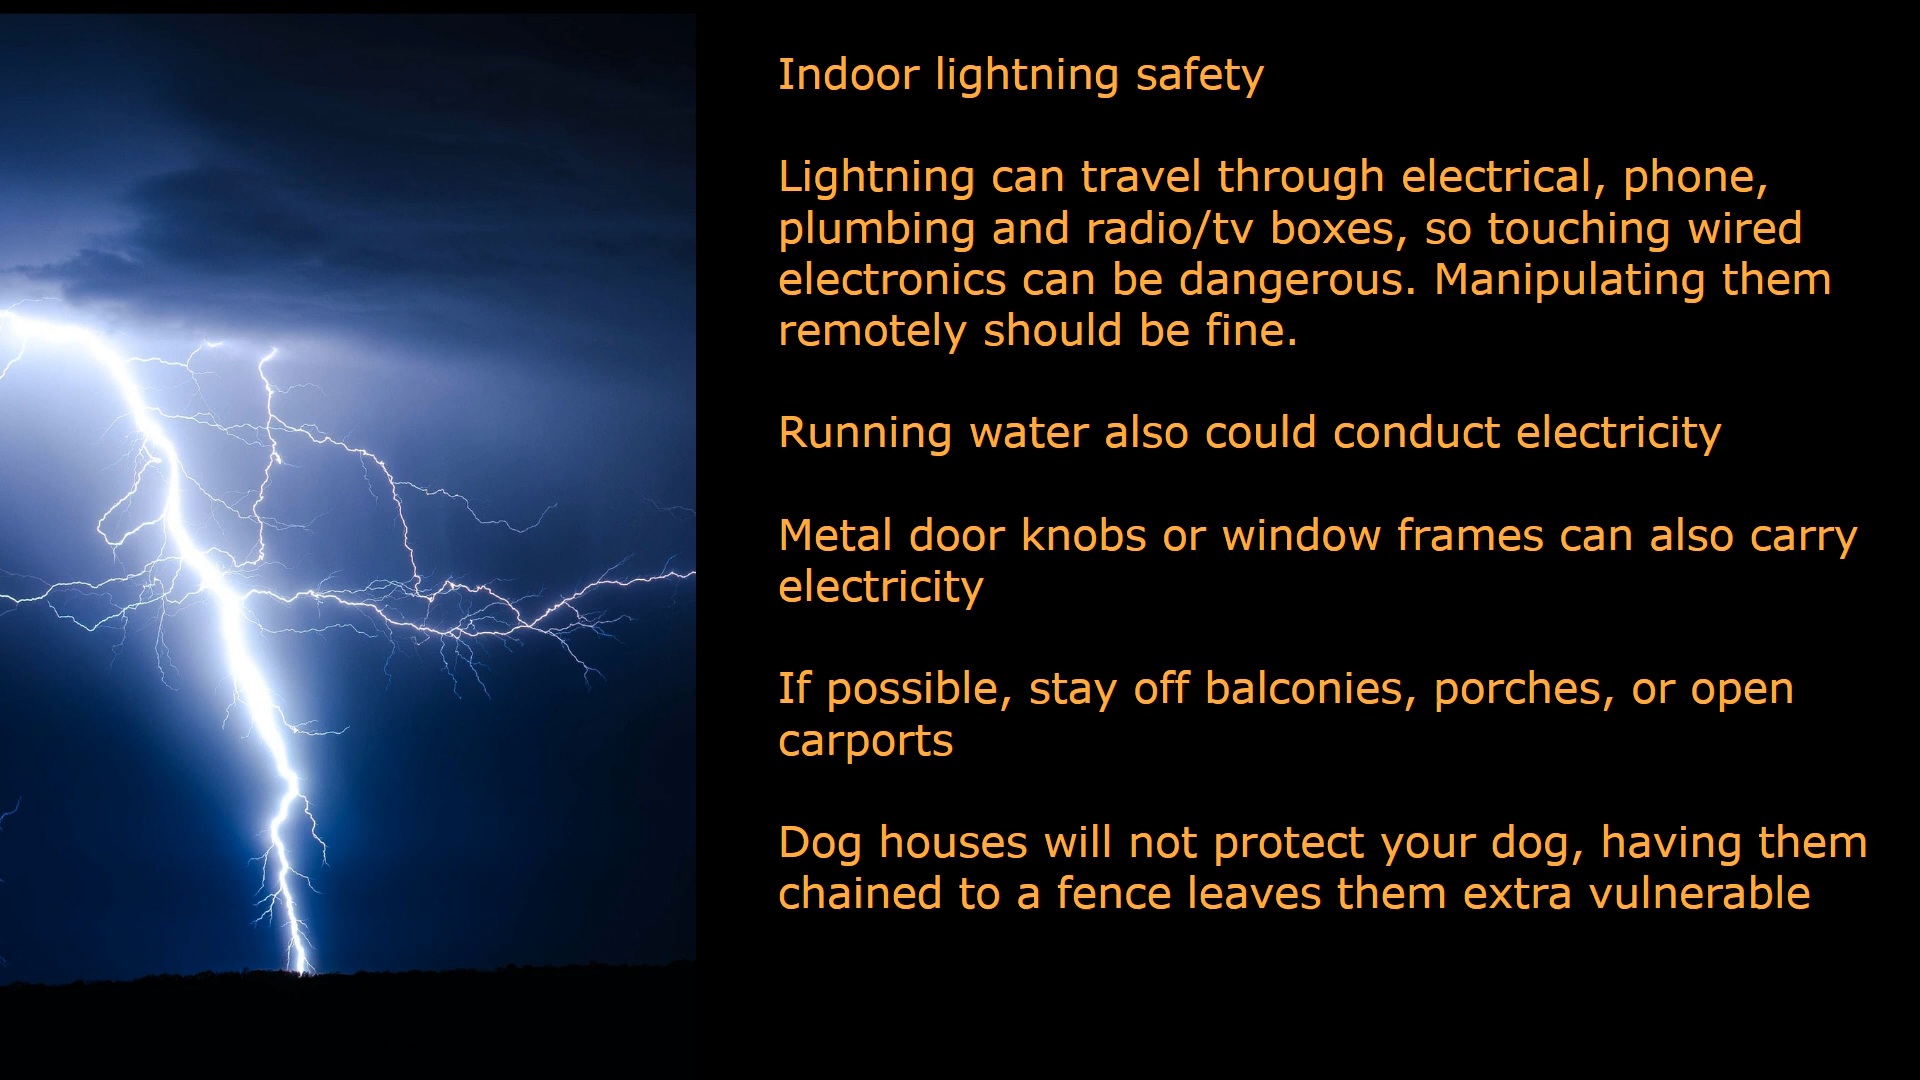 Indoor lightning safety
Lightning can travel through electrical, phone,
plumbing and radio/tv boxes, so touching wired
electronics can be dangerous. Manipulating them
remotely should be fine.
Running water also could conduct electricity
Metal door knobs or window frames can also carry
electricity
If possible, stay off balconies, porches, or open
carports
Dog houses will not protect your dog, having them
chained to a fence leaves them extra vulnerable